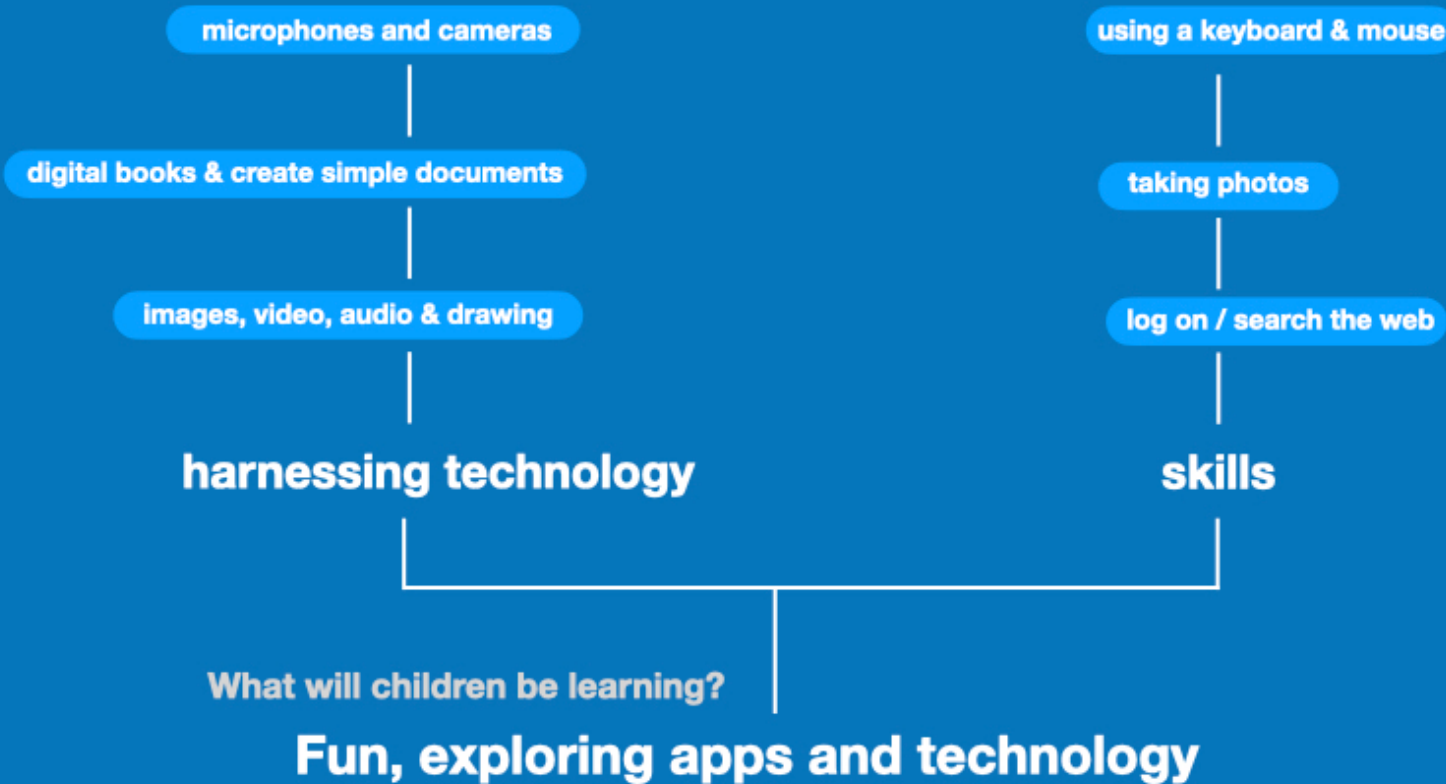 microphones and cameras
using a keyboard & mouse
digital books & create simple documents
taking photos
images, video, audio & drawing
log on / search the web
harnessing technology
skills
What will children be learning?
Fun, exploring apps and technology